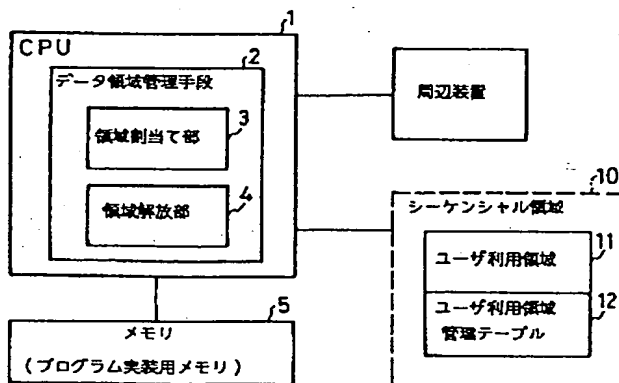 1
CPU
2
データ領域管理手段
3
領域割当て部
4
領域解放部
周辺装置
10
シーケンシャル領域
11
ユーザ利用領域
12
ユーザ利用領域
管理テーブル
5
メモリ
(プログラム実装用メモリ)